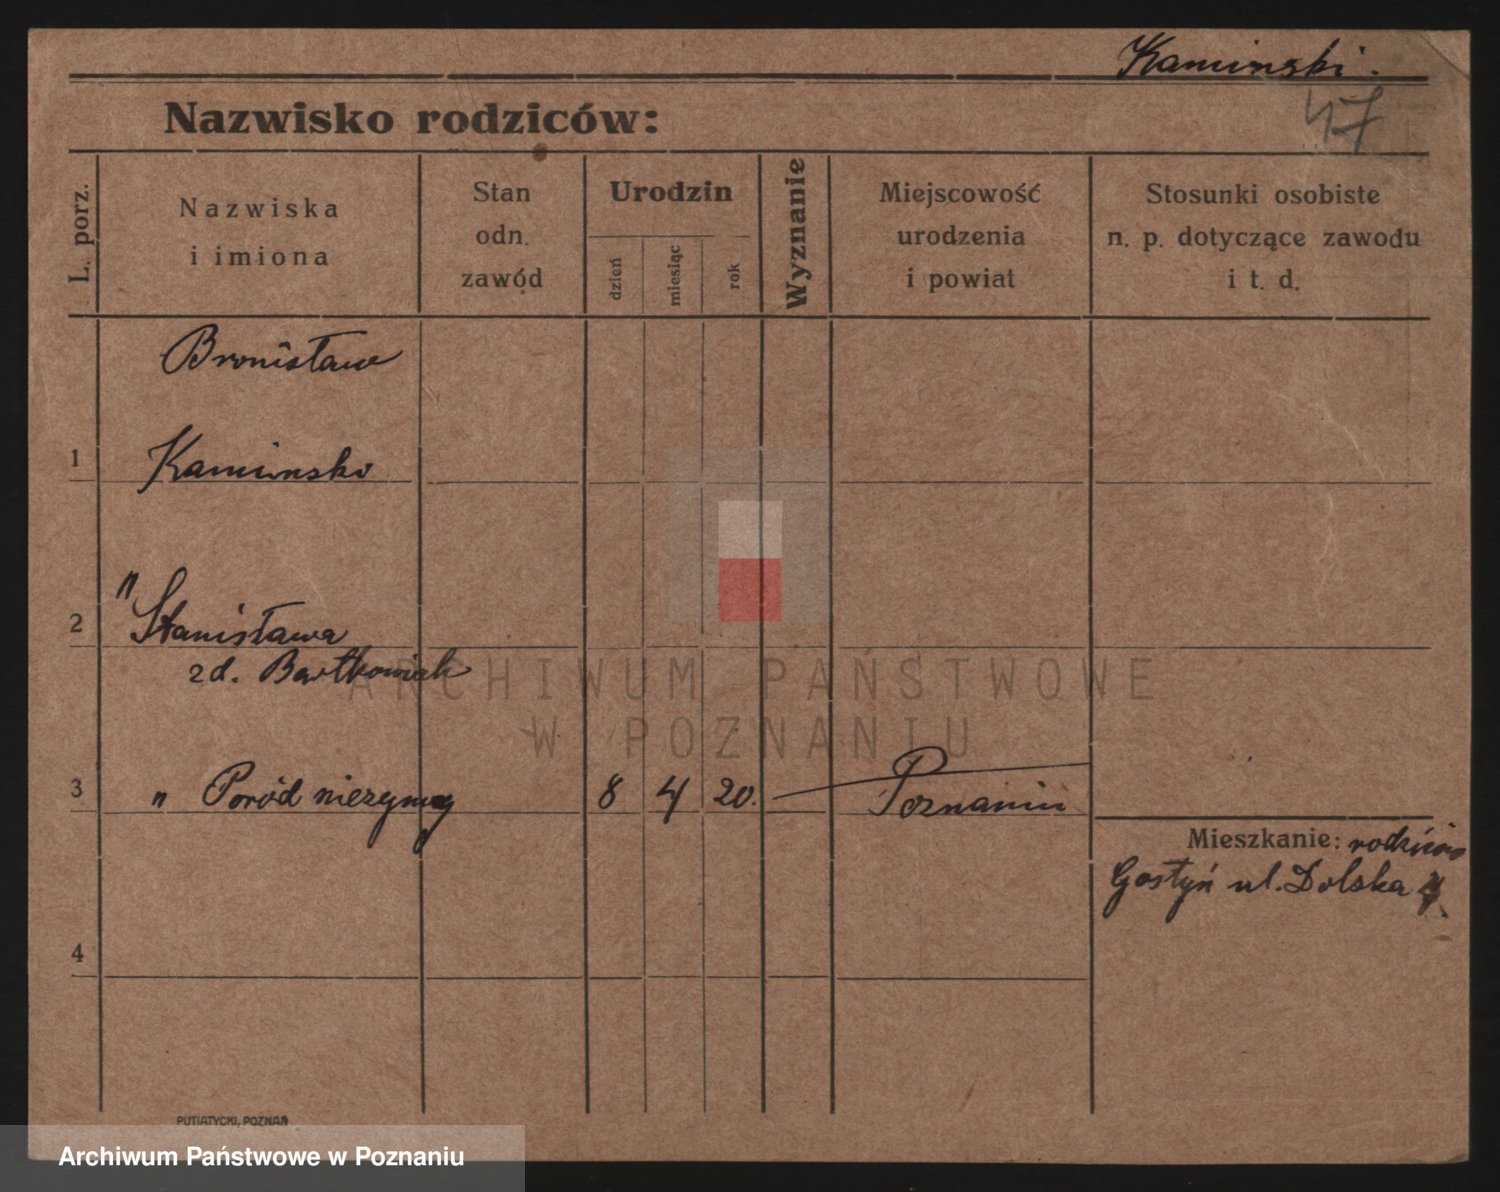 Kaminski.
47
Nazwisko rodziców:
L. porz.
Nazwiska
i imiona
Stan
odn.
zawód
Urodzin
dzień
miesiąc
rok
Wyznanie
Miejscowość
urodzenia
i powiat
Stosunki osobiste
n. p. dotyczące zawodu
i t. d.
Bronisław
1 Kaminski
2 " Stanisława
zd. Bartkowiak
ARCHIWUM PAŃSTWOWE
W POZNANIU
3 " Poród nieżywy 8 4 20. Poznaniu
Mieszkanie: rodziców
Gostyń ul. Dolska
4
PUTIATYCKI, POZNAŃ
Archiwum Państwowe w Poznaniu